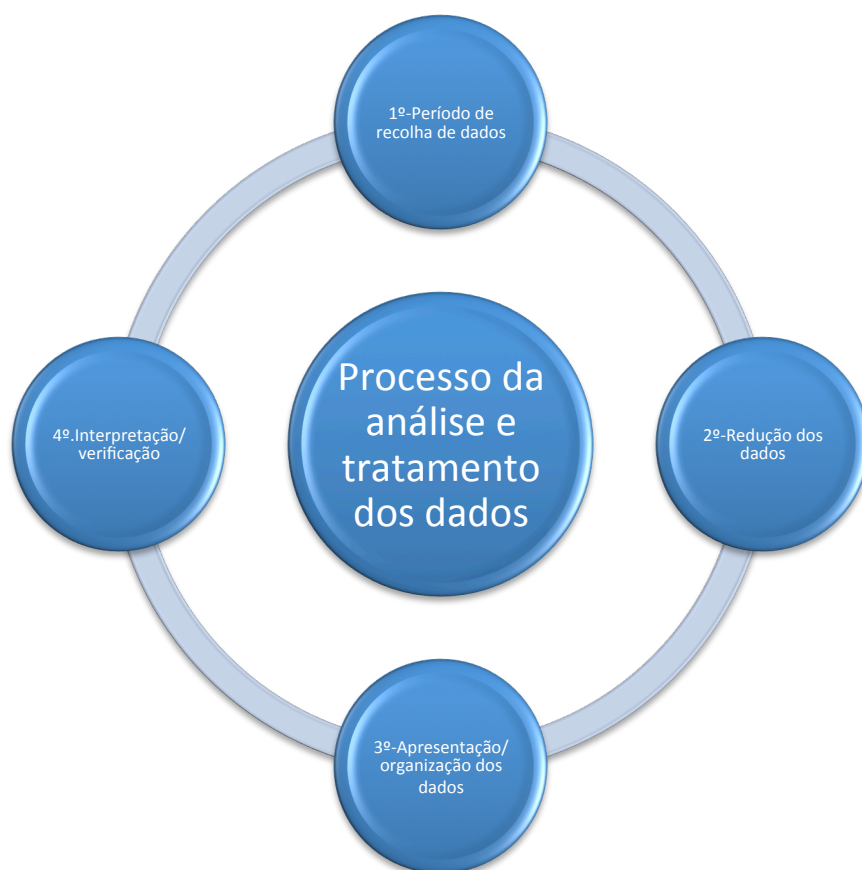 1º-Período de
recolha de dados
Processo da
análise e
tratamento
dos dados
4º.Interpretação/
verificação
2º-Redução dos
dados
3º-Apresentação/
organização dos
dados